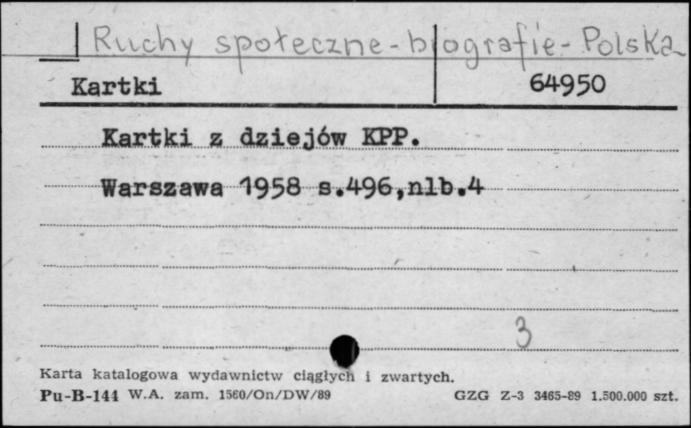 Ruchy społeczne - biografie - Polska
Kartki 64950
Kartki z dziejów KPP.
Warszawa 1958 s.496,nlb.4
3
Karta katalogowa wydawnictw ciągłych i zwartych.
Pu-B-144 W.A. zam. 1560/On/DW/89 GZG Z-3 3465-89 1.500.000 szt.